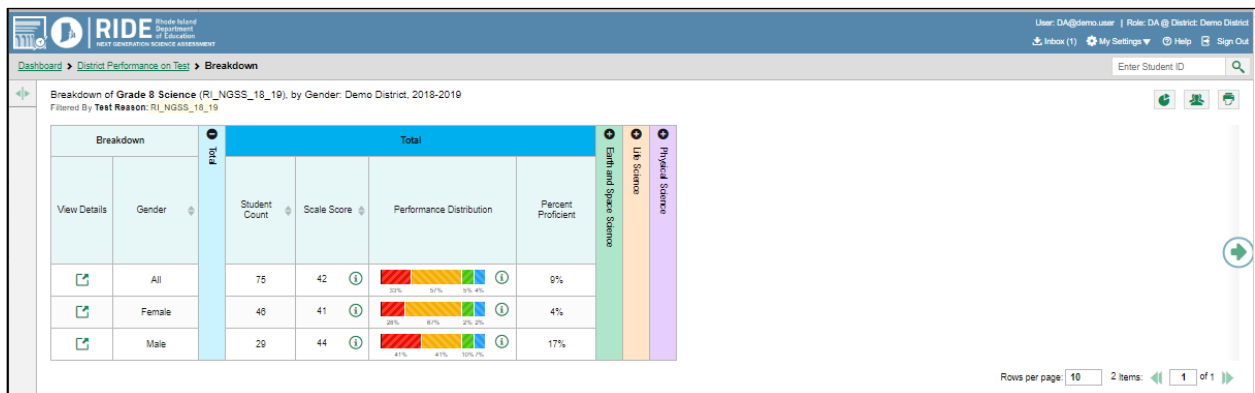 RIDE Rhode Island Department of Education
NEXT GENERATION SCIENCE ASSESSMENT
User: DA@demo.user | Role: DA @ District: Demo District
Inbox (1) My Settings Help Sign Out
Dashboard > District Performance on Test > Breakdown
Enter Student ID
Breakdown of Grade 8 Science (RI_NGSS_18_19), by Gender: Demo District, 2018-2019
Filtered By Test Reason: RI_NGSS_18_19
Breakdown
Total
Total
Earth and Space Science
Life Science
Physical Science
View Details Gender Student Count Scale Score Performance Distribution Percent Proficient
All 75 42 33% 57% 5% 4% 9%
Female 46 41 28% 67% 2% 2% 4%
Male 29 44 41% 41% 10% 7% 17%
Rows per page: 10 2 Items: 1 of 1